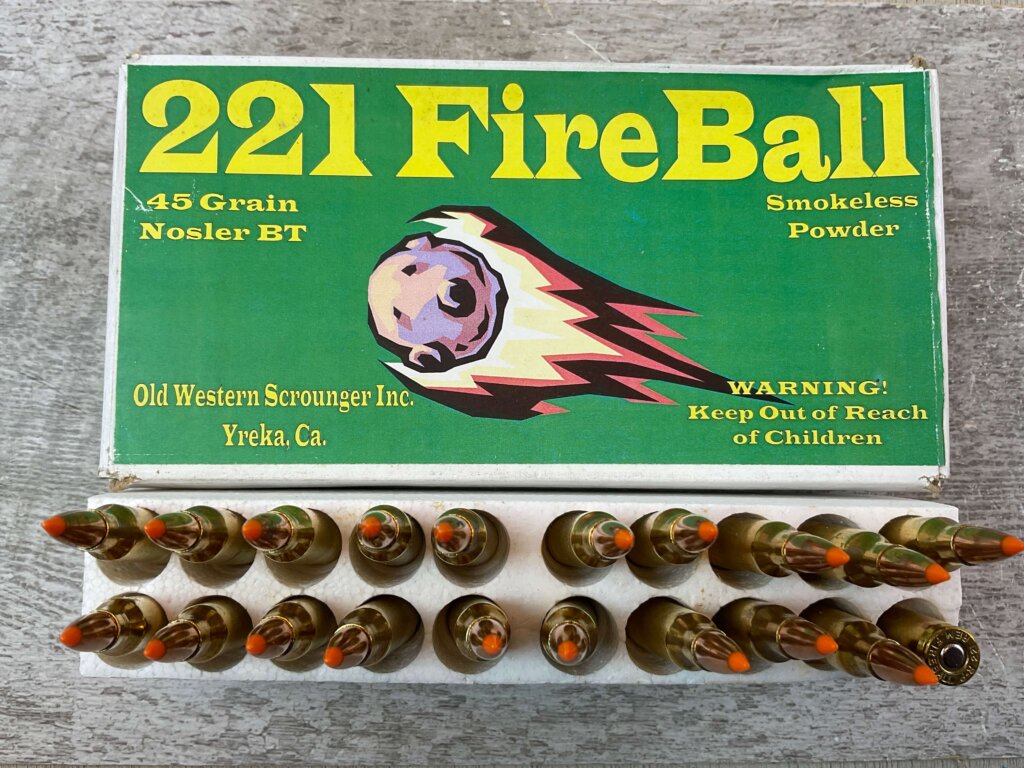 221 FireBall
45 Grain
Nosler BT
Smokeless
Powder
Old Western Scrounger Inc.
Yreka, Ca.
WARNING!
Keep Out of Reach
of Children